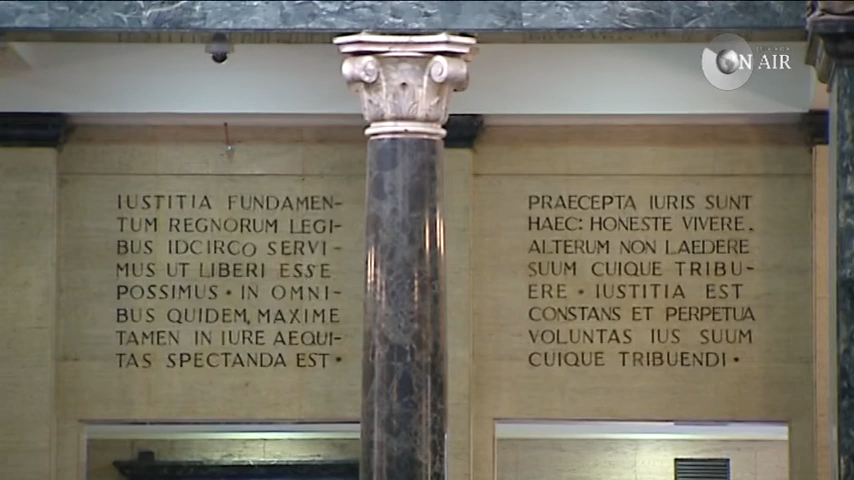 ON AIR
IUSTITIA FUNDAMEN-
TUM REGNORUM LEGI-
BUS IDCIRCO SERVI-
MUS UT LIBERI ESSE
POSSIMUS • IN OMNI-
BUS QUIDEM, MAXIME
TAMEN IN IURE AEQUI-
TAS SPECTANDA EST •
PRAECEPTA IURIS SUNT
HAEC: HONESTE VIVERE,
ALTERUM NON LAEDERE
SUUM CUIQUE TRIBU-
ERE • IUSTITIA EST
CONSTANS ET PERPETUA
VOLUNTAS IUS SUUM
CUIQUE TRIBUENDI •